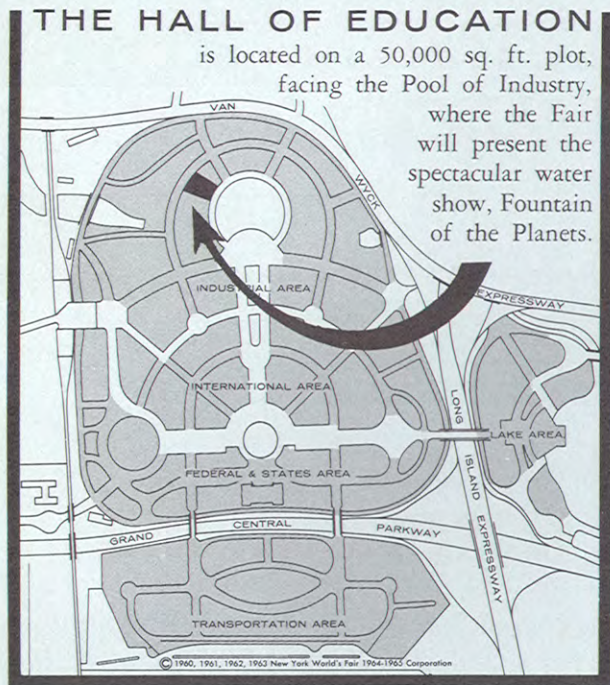 THE HALL OF EDUCATION
is located on a 50,000 sq. ft. plot,
facing the Pool of Industry,
where the Fair
will present the
spectacular water
show, Fountain
of the Planets.
VAN
WYCK
EXPRESSWAY
INDUSTRIAL AREA
INTERNATIONAL AREA
LONG
ISLAND
EXPRESSWAY
LAKE AREA
FEDERAL & STATES AREA
GRAND
CENTRAL
PARKWAY
TRANSPORTATION AREA
© 1960, 1961, 1962, 1963 New York World's Fair 1964-1965 Corporation